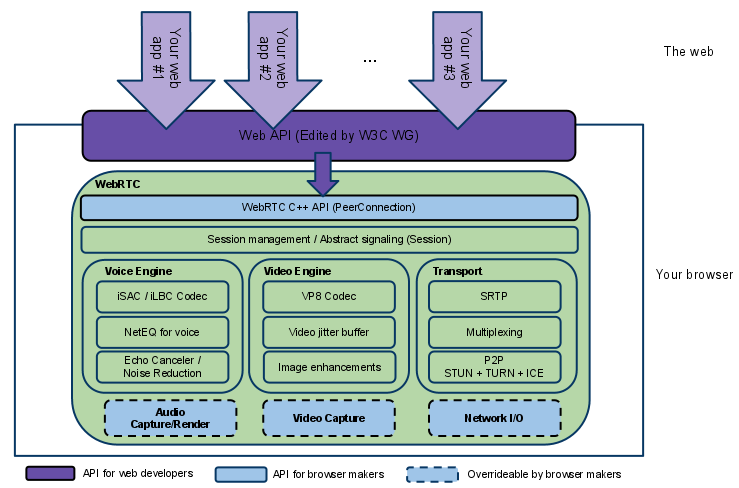 Your web
app #1
Your web
app #2
...
Your web
app #3
The web
Web API (Edited by W3C WG)
WebRTC
WebRTC C++ API (PeerConnection)
Session management / Abstract signaling (Session)
Your browser
Voice Engine
iSAC / iLBC Codec
NetEQ for voice
Echo Canceler /
Noise Reduction
Video Engine
VP8 Codec
Video jitter buffer
Image enhancements
Transport
SRTP
Multiplexing
P2P
STUN + TURN + ICE
Audio
Capture/Render
Video Capture
Network I/O
API for web developers
API for browser makers
Overrideable by browser makers